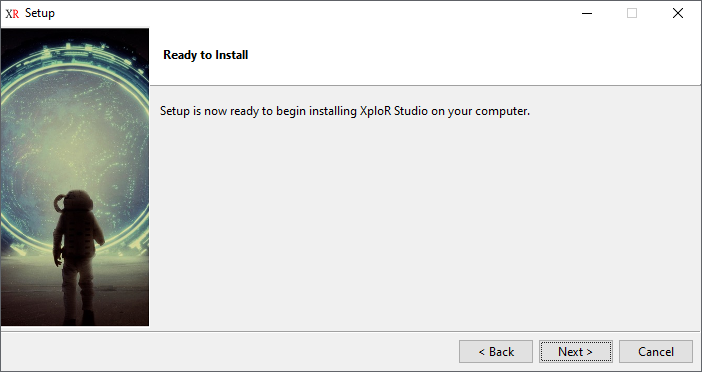 XR Setup
Ready to Install
Setup is now ready to begin installing XploR Studio on your computer.
< Back
Next >
Cancel